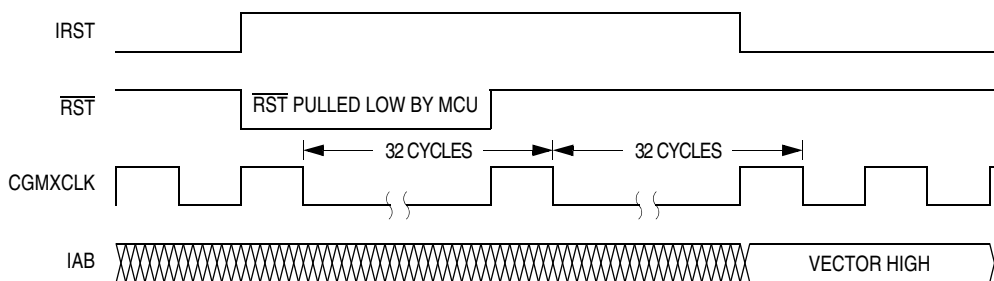 IRST
RST
RST PULLED LOW BY MCU
32 CYCLES
32 CYCLES
CGMXCLK
IAB
VECTOR HIGH